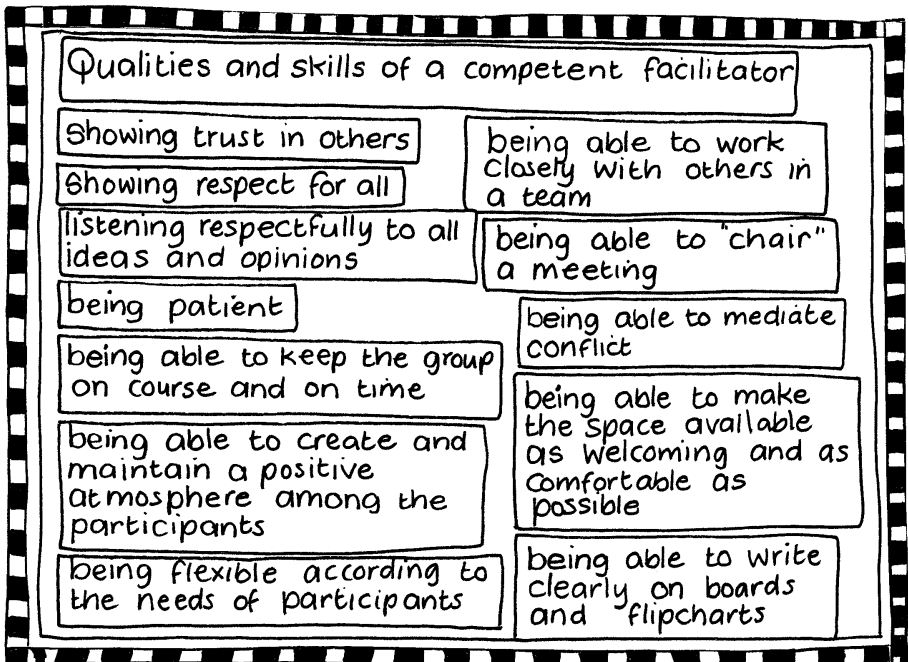 Qualities and skills of a competent facilitator
showing trust in others
showing respect for all
listening respectfully to all
ideas and opinions
being patient
being able to keep the group
on course and on time
being able to create and
maintain a positive
atmosphere among the
participants
being flexible according to
the needs of participants
being able to work
closely with others in
a team
being able to "chair"
a meeting
being able to mediate
conflict
being able to make
the space available
as welcoming and as
comfortable as
possible
being able to write
clearly on boards
and flipcharts